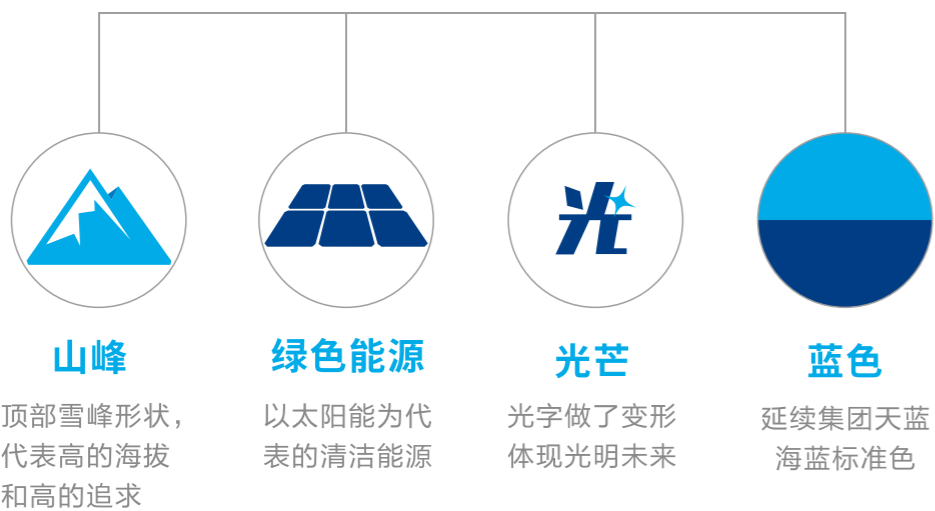 光
山峰
绿色能源
光芒
蓝色
顶部雪峰形状，
代表高的海拔
和高的追求
以太阳能为代
表的清洁能源
光字做了变形
体现光明未来
延续集团天蓝
海蓝标准色